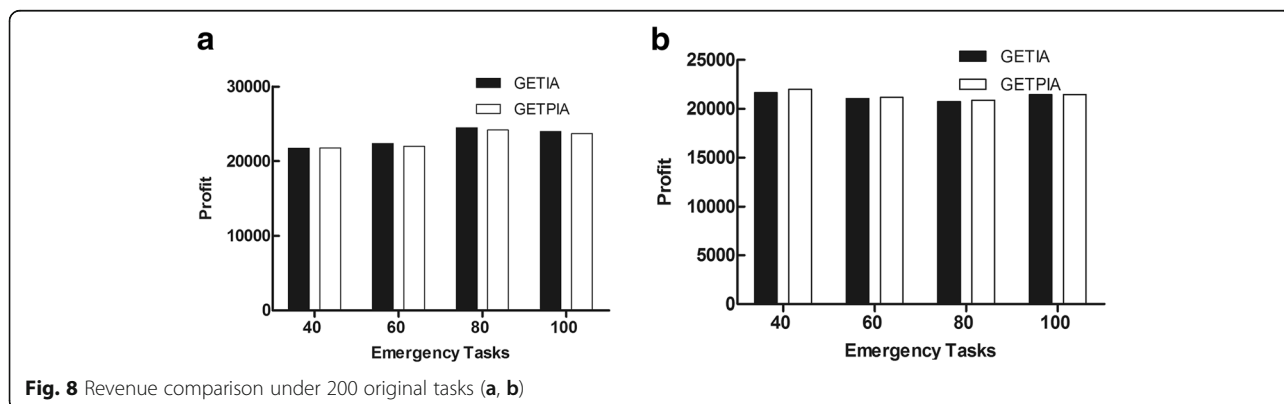 a
GETIA
GETPIA
30000
20000
10000
0
Profit
40 60 80 100
Emergency Tasks
b
GETIA
GETPIA
25000
20000
15000
10000
5000
0
Profit
40 60 80 100
Emergency Tasks
Fig. 8 Revenue comparison under 200 original tasks (a, b)